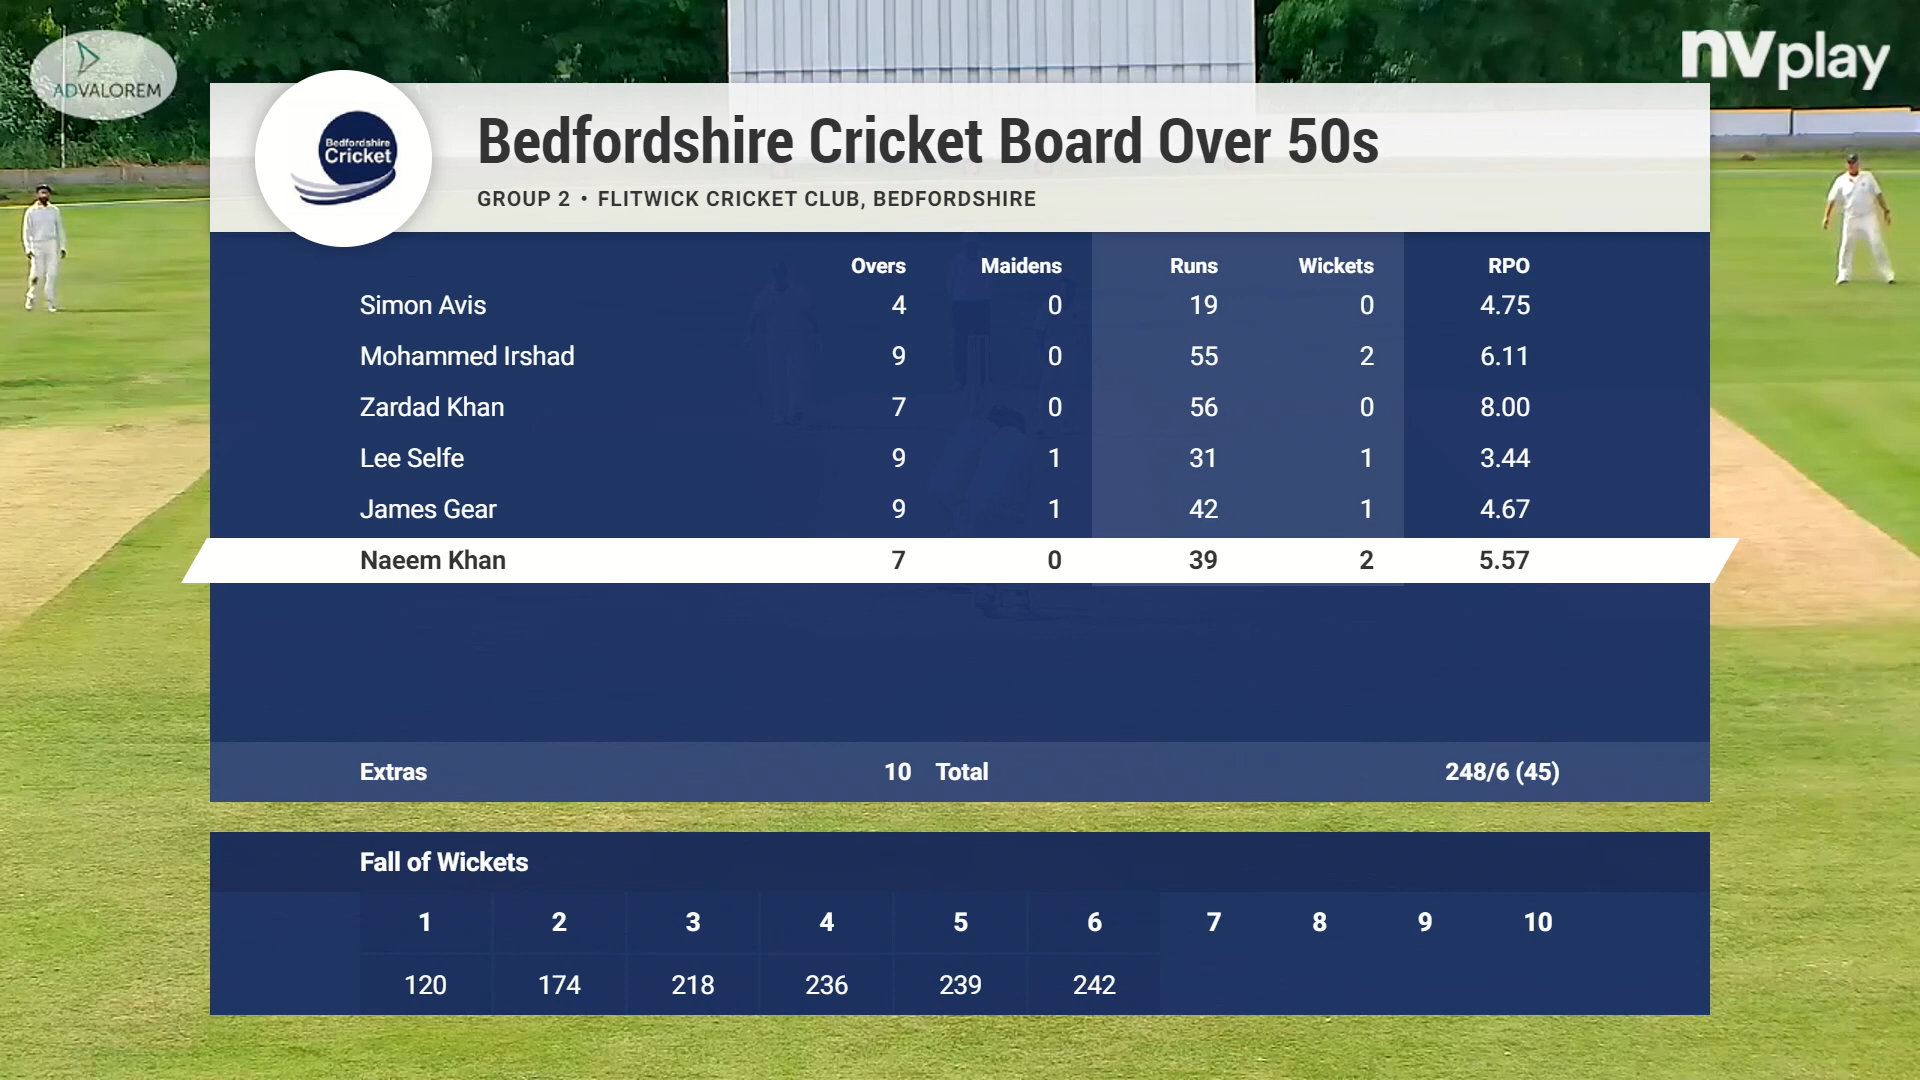 ADVALOREM
nvplay
Bedfordshire
Cricket
Bedfordshire Cricket Board Over 50s
GROUP 2 • FLITWICK CRICKET CLUB, BEDFORDSHIRE
Overs Maidens Runs Wickets RPO
Simon Avis 4 0 19 0 4.75
Mohammed Irshad 9 0 55 2 6.11
Zardad Khan 7 0 56 0 8.00
Lee Selfe 9 1 31 1 3.44
James Gear 9 1 42 1 4.67
Naeem Khan 7 0 39 2 5.57
Extras 10 Total 248/6 (45)
Fall of Wickets
1 2 3 4 5 6 7 8 9 10
120 174 218 236 239 242